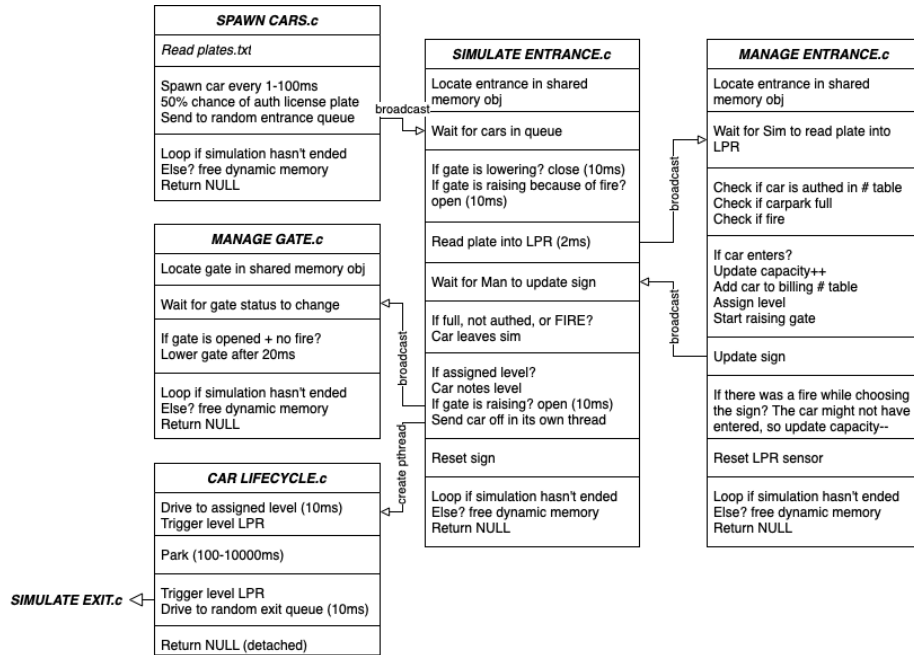 SPAWN CARS.c
Read plates.txt
Spawn car every 1-100ms
50% chance of auth license plate
Send to random entrance queue
Loop if simulation hasn't ended
Else? free dynamic memory
Return NULL
broadcast
SIMULATE ENTRANCE.c
Locate entrance in shared
memory obj
Wait for cars in queue
If gate is lowering? close (10ms)
If gate is raising because of fire?
open (10ms)
Read plate into LPR (2ms)
Wait for Man to update sign
If full, not authed, or FIRE?
Car leaves sim
If assigned level?
Car notes level
If gate is raising? open (10ms)
Send car off in its own thread
Reset sign
Loop if simulation hasn't ended
Else? free dynamic memory
Return NULL
broadcast
broadcast
MANAGE ENTRANCE.c
Locate entrance in shared
memory obj
Wait for Sim to read plate into
LPR
Check if car is authed in # table
Check if carpark full
Check if fire
If car enters?
Update capacity++
Add car to billing # table
Assign level
Start raising gate
Update sign
If there was a fire while choosing
the sign? The car might not have
entered, so update capacity--
Reset LPR sensor
Loop if simulation hasn't ended
Else? free dynamic memory
Return NULL
MANAGE GATE.c
Locate gate in shared memory obj
Wait for gate status to change
If gate is opened + no fire?
Lower gate after 20ms
Loop if simulation hasn't ended
Else? free dynamic memory
Return NULL
broadcast
create pthread
CAR LIFECYCLE.c
Drive to assigned level (10ms)
Trigger level LPR
Park (100-10000ms)
Trigger level LPR
Drive to random exit queue (10ms)
Return NULL (detached)
SIMULATE EXIT.c